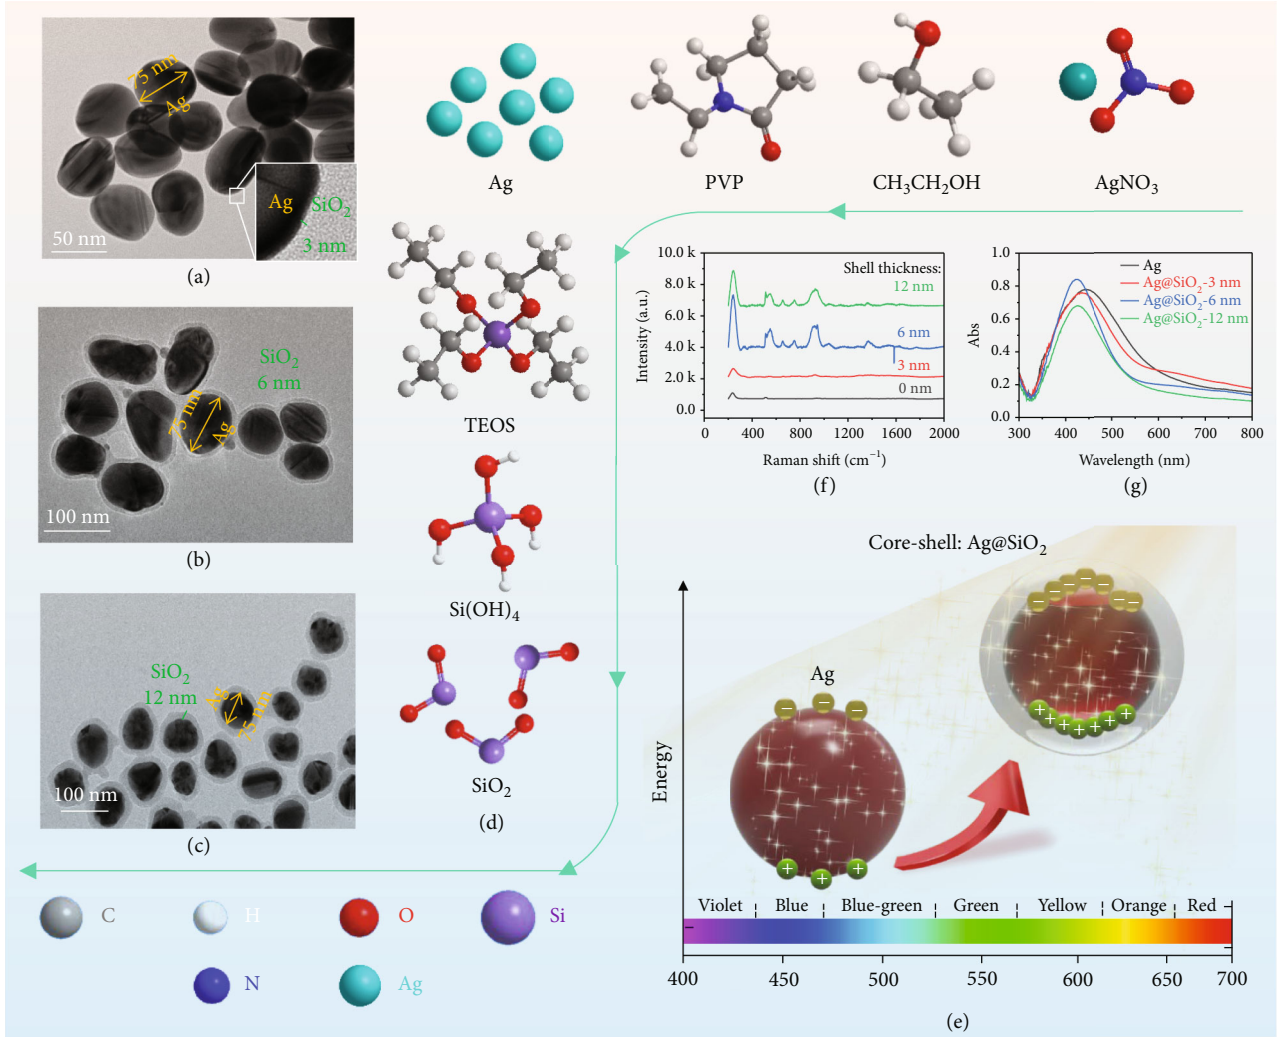 75 nm
Ag
Ag
SiO2
3 nm
50 nm
(a)
SiO2
6 nm
75 nm
Ag
100 nm
(b)
SiO2
12 nm
Ag
75 nm
100 nm
(c)
Ag
PVP
CH3CH2OH
AgNO3
TEOS
Si(OH)4
SiO2
(d)
10.0 k
8.0 k
6.0 k
4.0 k
2.0 k
0.0
Intensity (a.u.)
Shell thickness:
12 nm
6 nm
3 nm
0 nm
0 400 800 1200 1600 2000
Raman shift (cm−1)
(f)
1.0
0.8
0.6
0.4
0.2
0.0
Abs
Ag
Ag@SiO2-3 nm
Ag@SiO2-6 nm
Ag@SiO2-12 nm
300 400 500 600 700 800
Wavelength (nm)
(g)
Core-shell: Ag@SiO2
Ag
Energy
Violet Blue Blue-green Green Yellow Orange Red
400 450 500 550 600 650 700
(e)
C H O Si
N Ag